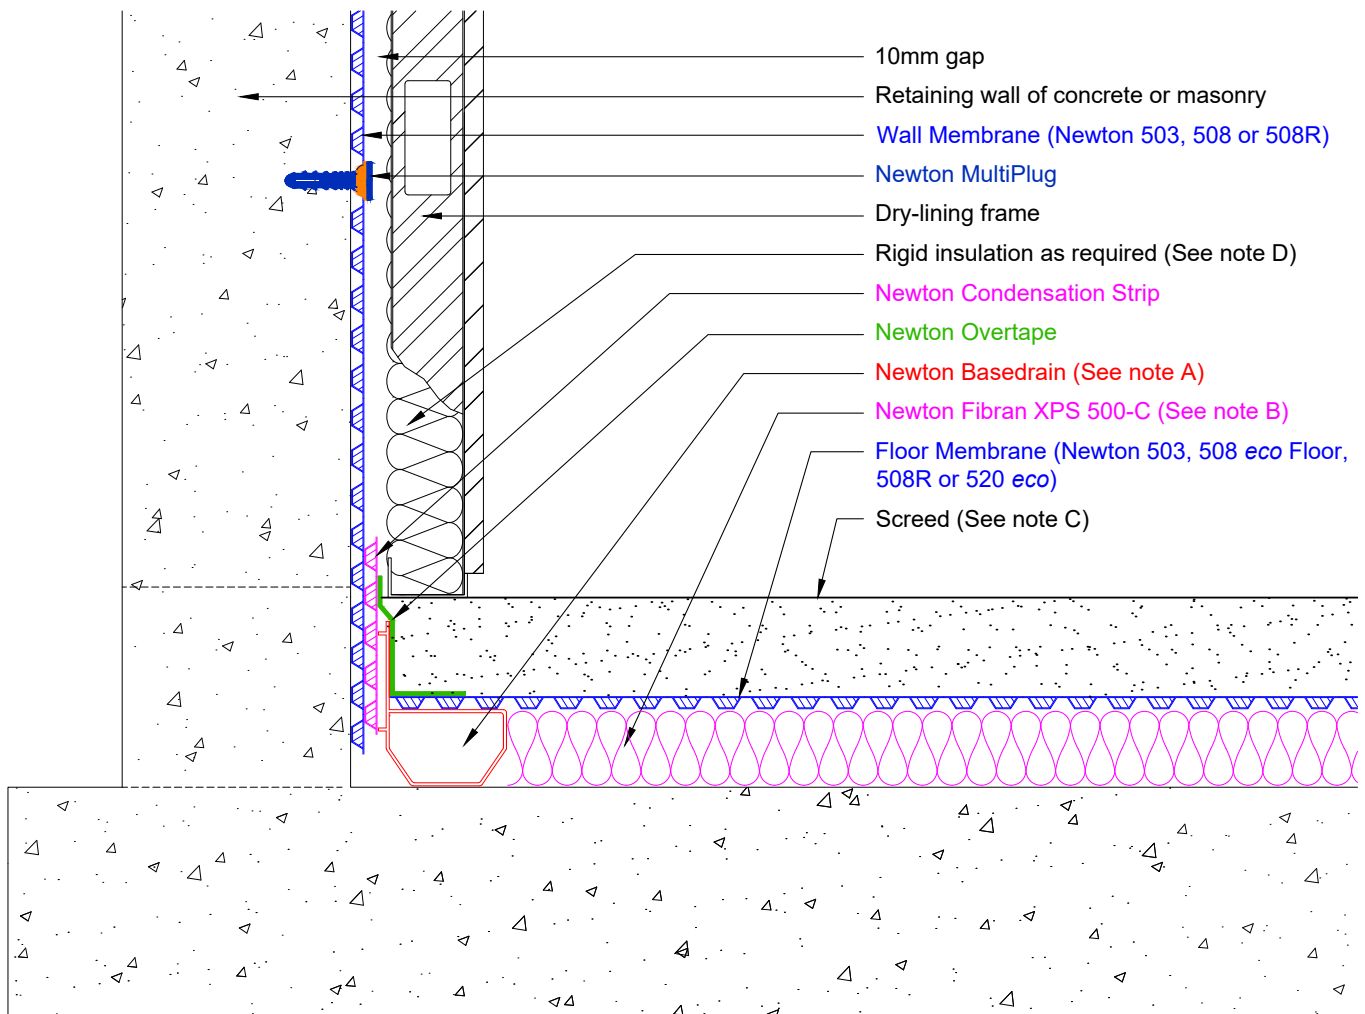 10mm gap
Retaining wall of concrete or masonry
Wall Membrane (Newton 503, 508 or 508R)
Newton MultiPlug
Dry-lining frame
Rigid insulation as required (See note D)
Newton Condensation Strip
Newton Overtape
Newton Basedrain (See note A)
Newton Fibran XPS 500-C (See note B)
Floor Membrane (Newton 503, 508 eco Floor,
508R or 520 eco)
Screed (See note C)